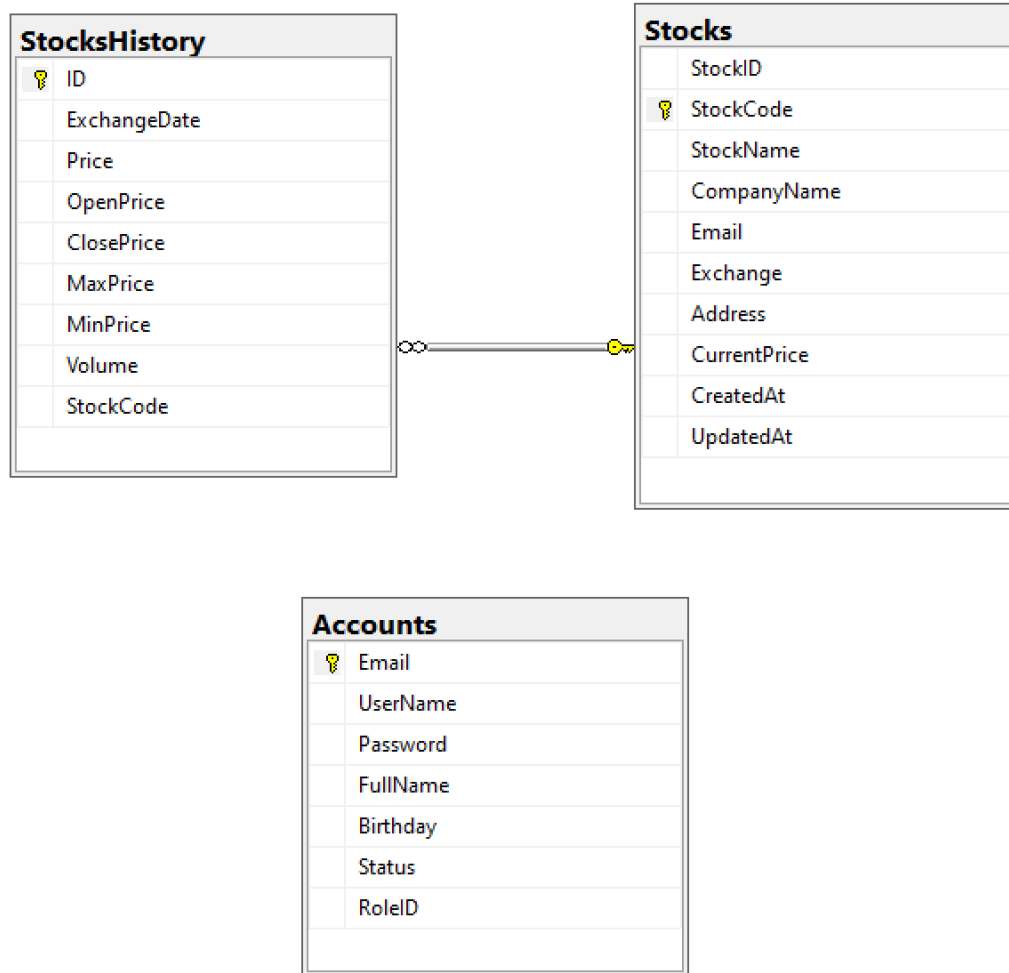 StocksHistory
ID
ExchangeDate
Price
OpenPrice
ClosePrice
MaxPrice
MinPrice
Volume
StockCode
Stocks
StockID
StockCode
StockName
CompanyName
Email
Exchange
Address
CurrentPrice
CreatedAt
UpdatedAt
Accounts
Email
UserName
Password
FullName
Birthday
Status
RoleID